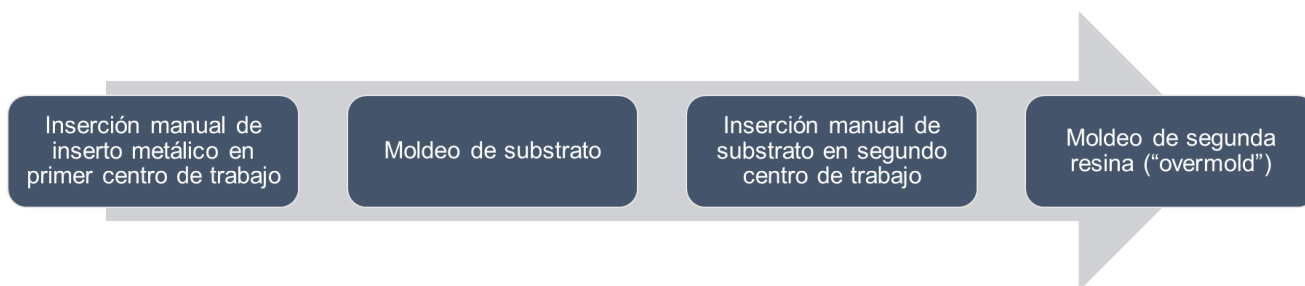 Inserción manual de
inserto metálico en
primer centro de trabajo
Moldeo de substrato
Inserción manual de
substrato en segundo
centro de trabajo
Moldeo de segunda
resina (“overmold”)